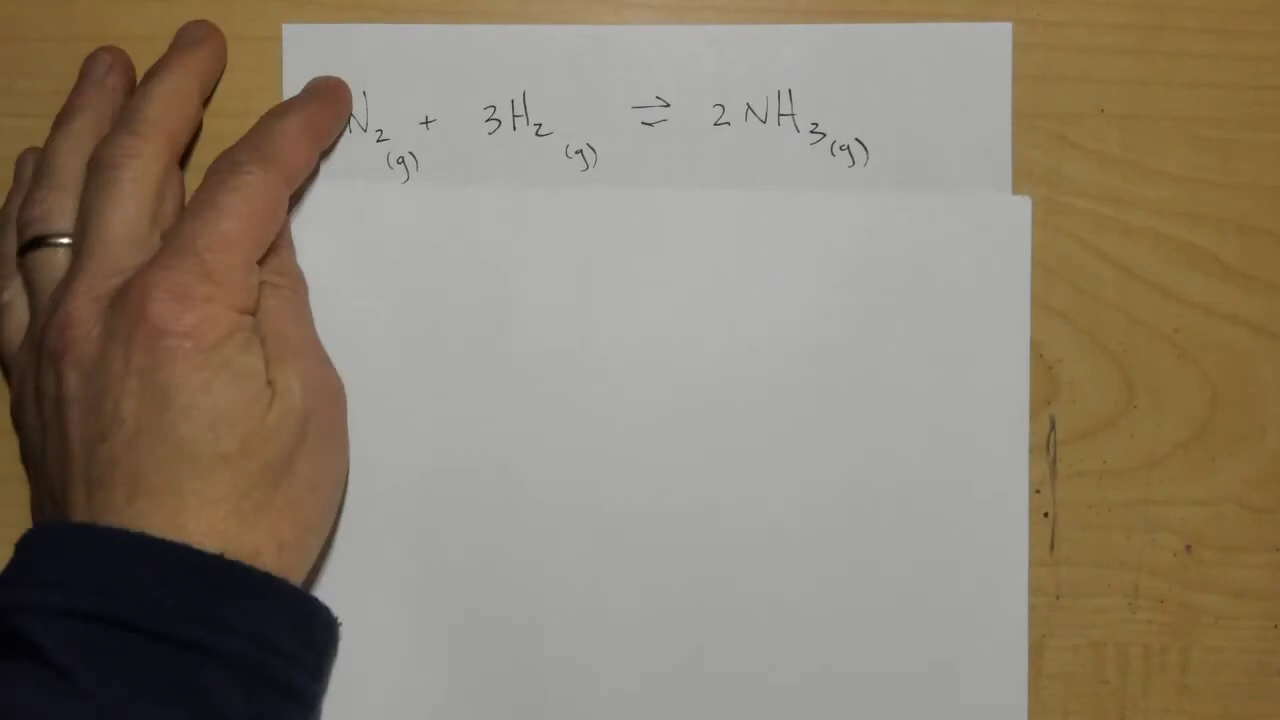 N₂(g) + 3H₂(g) ⇌ 2NH₃(g)